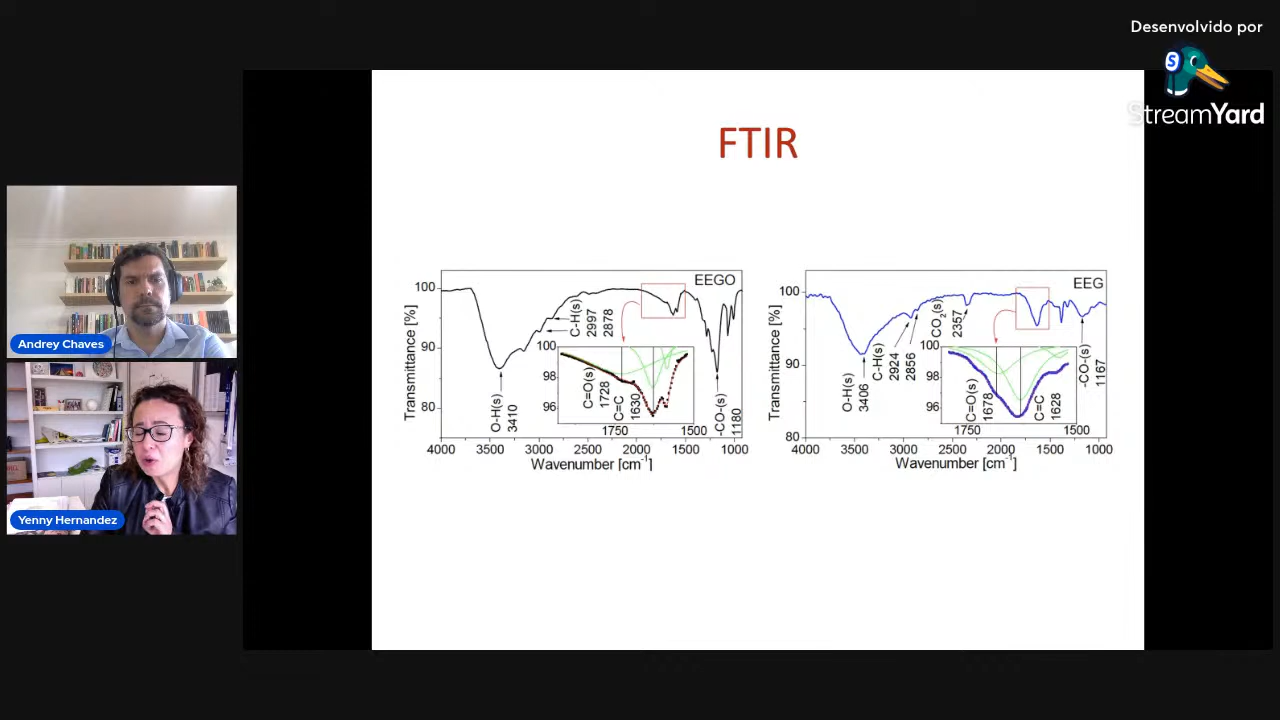 Desenvolvido por
StreamYard
FTIR
EEGO
Transmittance [%]
100
90
80
O-H(s)
3410
C-H(s)
2997
2878
100
98
96
C=O(s)
1728
C=C
1630
1750
1500
-CO-(s)
1180
4000 3500 3000 2500 2000 1500 1000
Wavenumber [cm-1]
EEG
Transmittance [%]
100
90
80
O-H(s)
3406
C-H(s)
2924
2856
CO2(s)
2357
100
98
96
C=O(s)
1678
C=C
1628
1750
1500
-CO-(s)
1167
4000 3500 3000 2500 2000 1500 1000
Wavenumber [cm-1]
Andrey Chaves
Yenny Hernandez